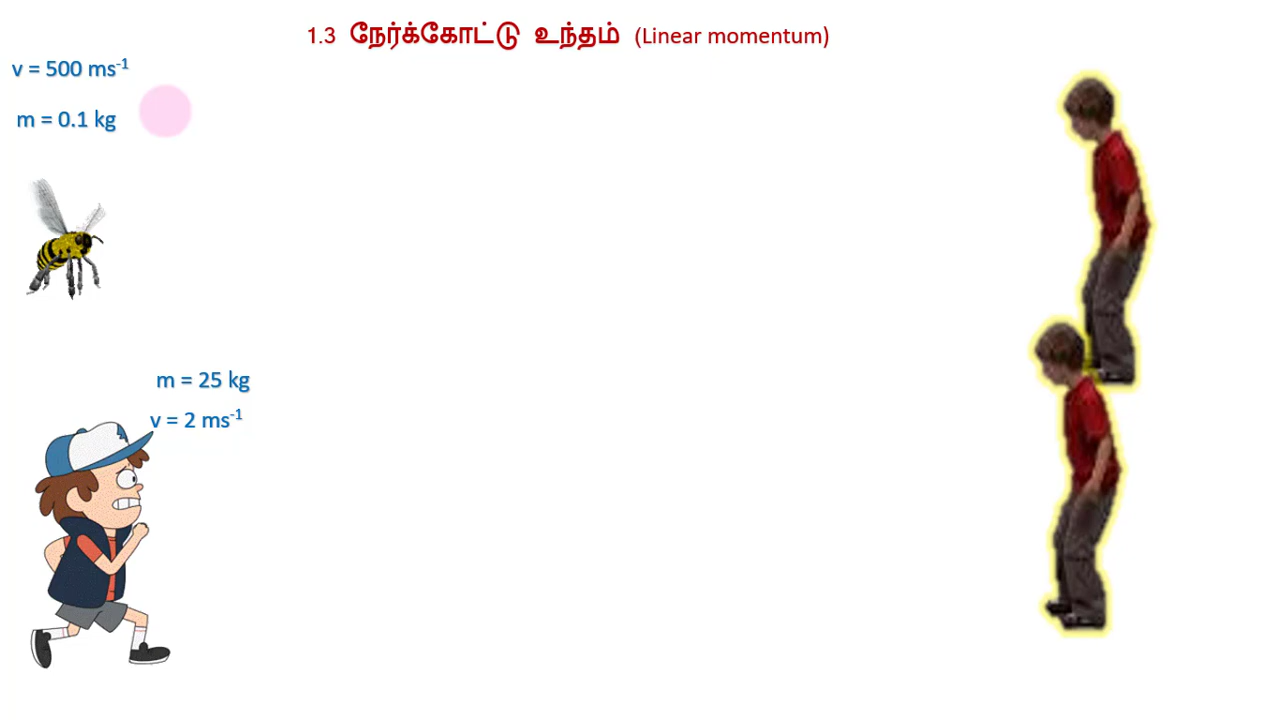 1.3 நேர்க்கோட்டு உந்தம் (Linear momentum)
v = 500 ms⁻¹
m = 0.1 kg
m = 25 kg
v = 2 ms⁻¹